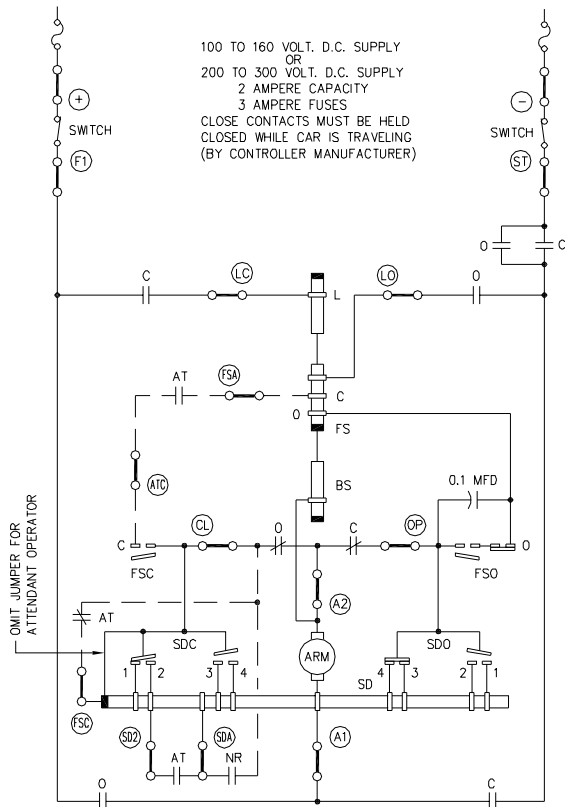 100 TO 160 VOLT. D.C. SUPPLY
OR
200 TO 300 VOLT. D.C. SUPPLY
2 AMPERE CAPACITY
3 AMPERE FUSES
CLOSE CONTACTS MUST BE HELD
CLOSED WHILE CAR IS TRAVELING
(BY CONTROLLER MANUFACTURER)
+
-
SWITCH
SWITCH
F1
ST
O
C
C
LC
L
LO
O
AT
FSA
C
O
FS
ATC
BS
0.1 MFD
OMIT JUMPER FOR
ATTENDANT OPERATOR
C
CL
O
C
OP
O
FSC
FSO
AT
A2
SDC
ARM
SDO
1
2
3
4
4
3
2
1
SD
FSC
SD2
SDA
A1
AT
NR
O
C